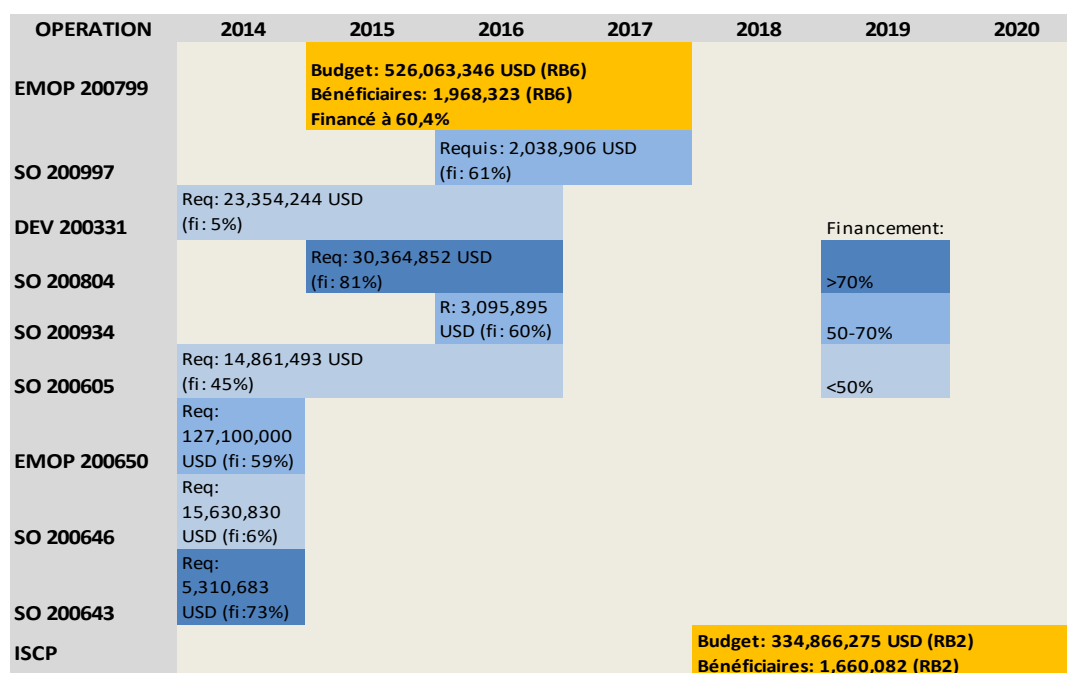 OPERATION 2014 2015 2016 2017 2018 2019 2020
EMOP 200799
Budget: 526,063,346 USD (RB6)
Bénéficiaires: 1,968,323 (RB6)
Financé à 60,4%
SO 200997
Requis: 2,038,906 USD
(fi: 61%)
DEV 200331
Req: 23,354,244 USD
(fi: 5%)
Financement:
SO 200804
Req: 30,364,852 USD
(fi: 81%)
>70%
SO 200934
R: 3,095,895
USD (fi: 60%)
50-70%
SO 200605
Req: 14,861,493 USD
(fi: 45%)
<50%
EMOP 200650
Req:
127,100,000
USD (fi: 59%)
SO 200646
Req:
15,630,830
USD (fi:6%)
SO 200643
Req:
5,310,683
USD (fi:73%)
ISCP
Budget: 334,866,275 USD (RB2)
Bénéficiaires: 1,660,082 (RB2)